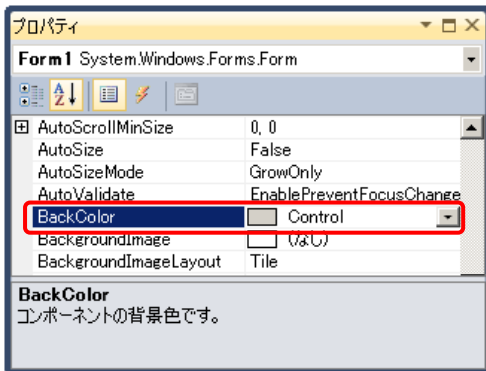 プロパティ
Form1 System.Windows.Forms.Form
AutoScrollMinSize 0, 0
AutoSize False
AutoSizeMode GrowOnly
AutoValidate EnablePreventFocusChange
BackColor Control
BackgroundImage (なし)
BackgroundImageLayout Tile
BackColor
コンポーネントの背景色です。